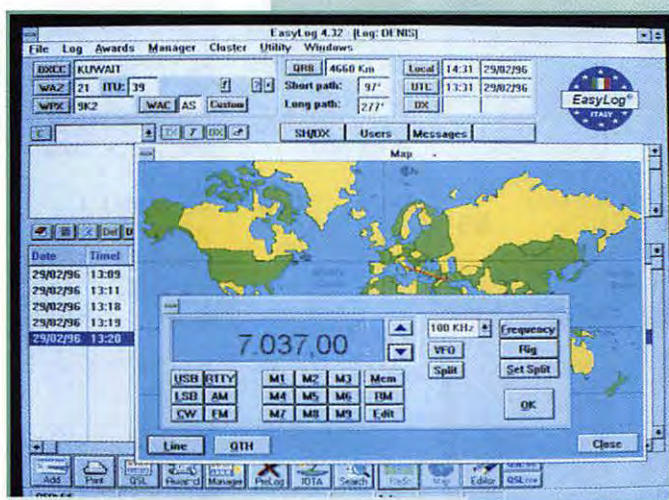 EasyLog 4.32 [Log: DENIS]
File Log Awards Manager Cluster Utility Windows
DXCC KUWAIT
WAZ 21 ITU: 39
WPX 9K2 WAC AS Custom
QRB 4660 Km
Short path: 97°
Long path: 277°
Local 14:31 29/02/96
UTC 13:31 29/02/96
DX
EasyLog®
ITALY
C DX
SH/DX Users Messages
Map
Del
Date Time1
29/02/96 13:09
29/02/96 13:11
29/02/96 13:18
29/02/96 13:19
29/02/96 13:20
7.037,00
100 KHz Frequency
VFO Rig
Split Set Split
USB RTTY M1 M2 M3 Mem
LSB AM M4 M5 M6 RM
CW FM M7 M8 M9 Edit
OK
Line QTH Close
Add Print QSL Award Manager PreLog IOTA Search Map Editor QSL